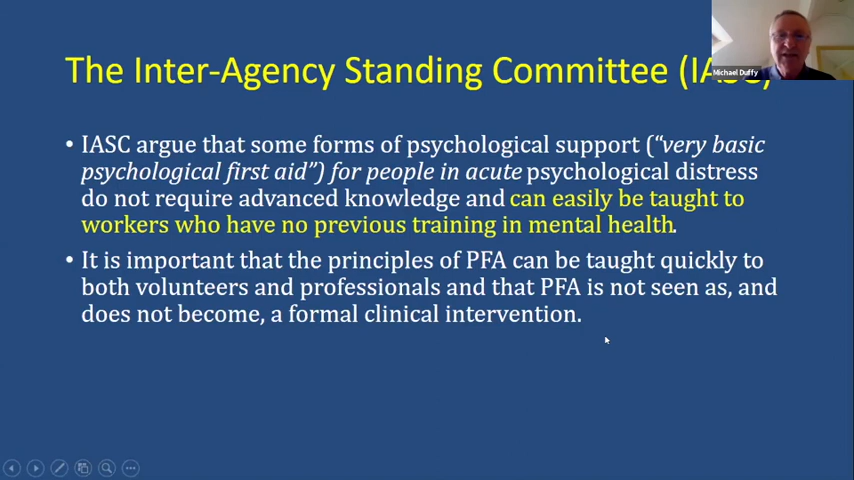 The Inter-Agency Standing Committee (IASC)
Michael Duffy
• IASC argue that some forms of psychological support (“very basic
psychological first aid”) for people in acute psychological distress
do not require advanced knowledge and can easily be taught to
workers who have no previous training in mental health.
• It is important that the principles of PFA can be taught quickly to
both volunteers and professionals and that PFA is not seen as, and
does not become, a formal clinical intervention.